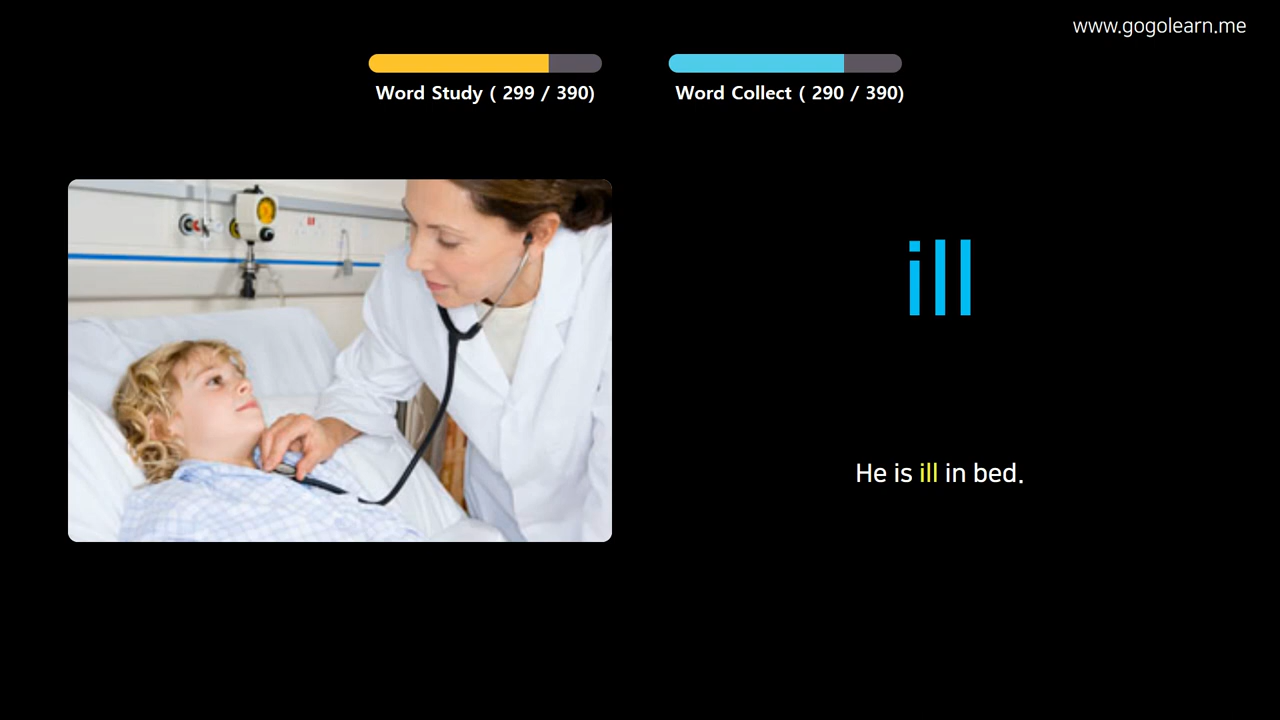 www.gogolearn.me
Word Study ( 299 / 390)
Word Collect ( 290 / 390)
ill
He is ill in bed.